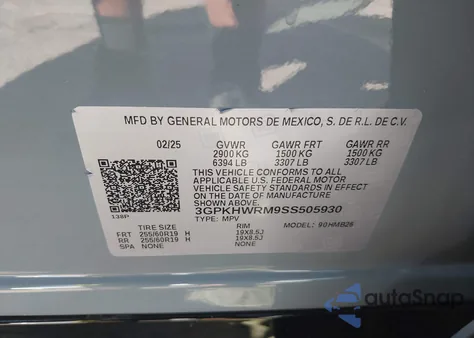 MFD BY GENERAL MOTORS DE MEXICO, S. DE R.L. DE C.V.
02/25 GVWR GAWR FRT GAWR RR
2900 KG 1500 KG 1500 KG
6394 LB 3307 LB 3307 LB
THIS VEHICLE CONFORMS TO ALL
APPLICABLE U.S. FEDERAL MOTOR
VEHICLE SAFETY STANDARDS IN
EFFECT ON THE DATE OF
MANUFACTURE SHOWN ABOVE.
3GPKHWRM9SS505930
138P TYPE: MPV MODEL: 90HMB26
TIRE SIZE RIM
FRT 255/60R19 H 19X8.5J
RR 255/60R19 H 19X8.5J
SPA NONE NONE
autoSnap